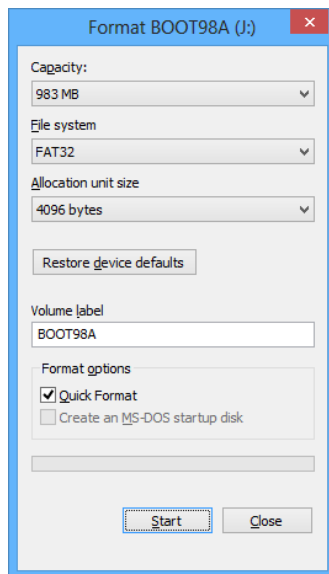 Format BOOT98A (J:)
Capacity:
983 MB
File system
FAT32
Allocation unit size
4096 bytes
Restore device defaults
Volume label
BOOT98A
Format options
Quick Format
Create an MS-DOS startup disk
Start
Close